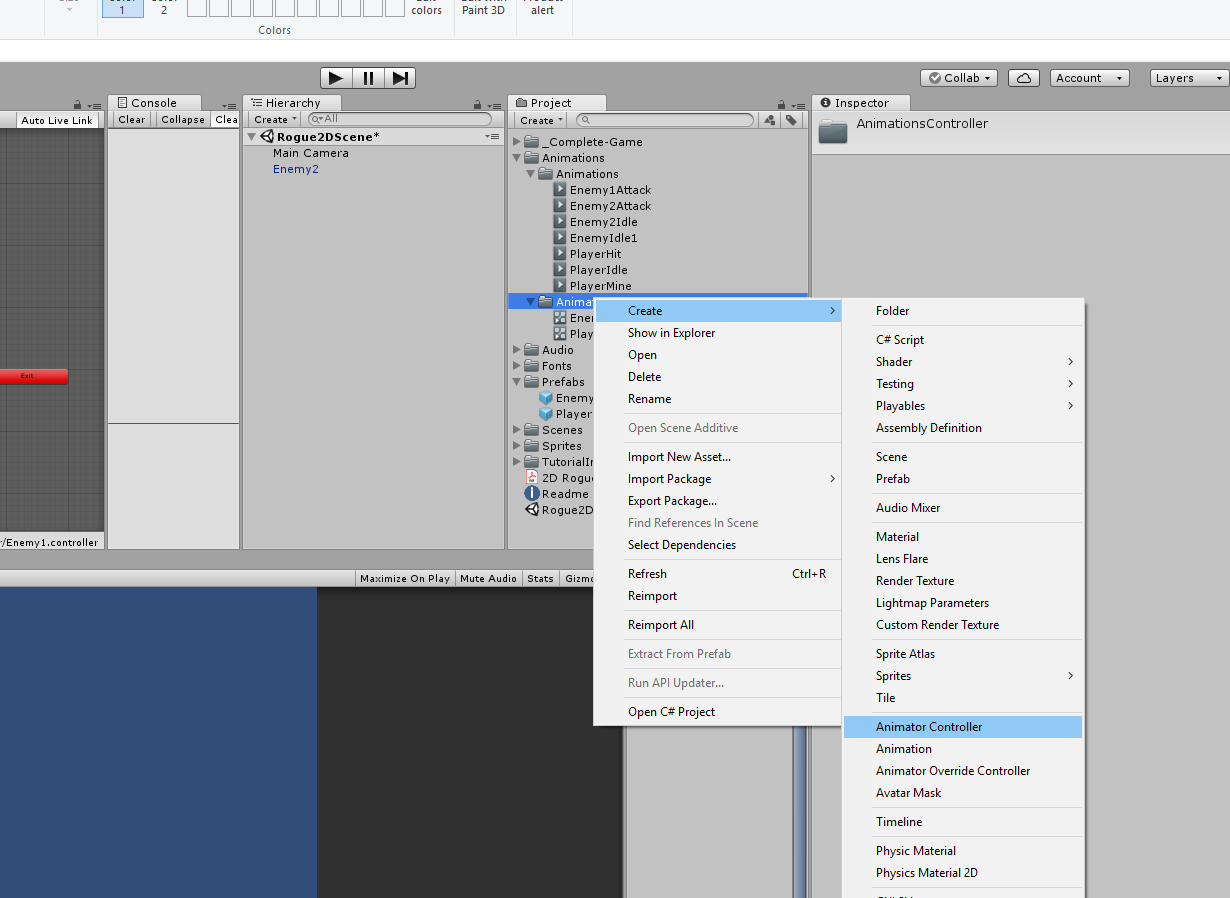 1
2
colors
Paint 3D
alert
Colors
Collab
Account
Layers
Console
Hierarchy
Project
Inspector
Auto Live Link
Clear
Collapse
Clea
Create
All
Create
AnimationsController
Rogue2DScene*
Main Camera
Enemy2
_Complete-Game
Animations
Animations
Enemy1Attack
Enemy2Attack
Enemy2Idle
EnemyIdle1
PlayerHit
PlayerIdle
PlayerMine
Anima
Ene
Play
Audio
Fonts
Prefabs
Enemy
Player
Scenes
Sprites
TutorialIn
2D Rogu
Readme
Rogue2D
Exit
/Enemy1.controller
Maximize On Play
Mute Audio
Stats
Gizmo
Create
Show in Explorer
Open
Delete
Rename
Open Scene Additive
Import New Asset...
Import Package
Export Package...
Find References In Scene
Select Dependencies
Refresh Ctrl+R
Reimport
Reimport All
Extract From Prefab
Run API Updater...
Open C# Project
Folder
C# Script
Shader
Testing
Playables
Assembly Definition
Scene
Prefab
Audio Mixer
Material
Lens Flare
Render Texture
Lightmap Parameters
Custom Render Texture
Sprite Atlas
Sprites
Tile
Animator Controller
Animation
Animator Override Controller
Avatar Mask
Timeline
Physic Material
Physics Material 2D